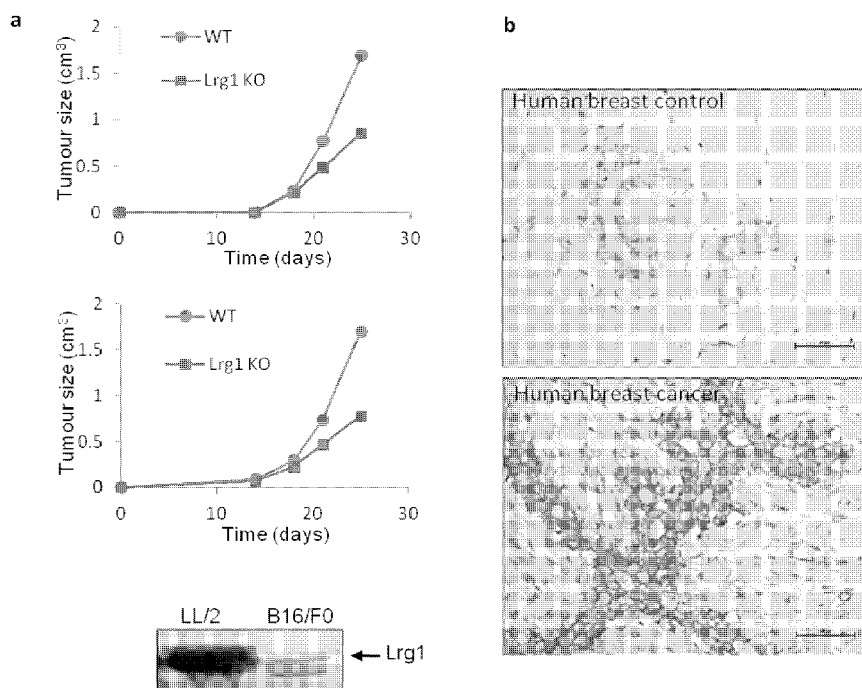 a
2
1.5
1
0.5
0
Tumour size (cm³)
WT
Lrg1 KO
0
10
20
30
Time (days)
2
1.5
1
0.5
0
Tumour size (cm³)
WT
Lrg1 KO
0
10
20
30
Time (days)
LL/2 B16/F0
Lrg1
b
Human breast control
Human breast cancer